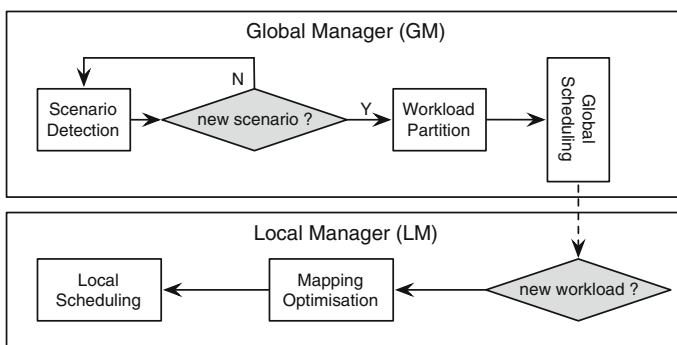 Global Manager (GM)
N
Scenario
Detection
new scenario ?
Y
Workload
Partition
Global
Scheduling
Local Manager (LM)
Local
Scheduling
Mapping
Optimisation
new workload ?